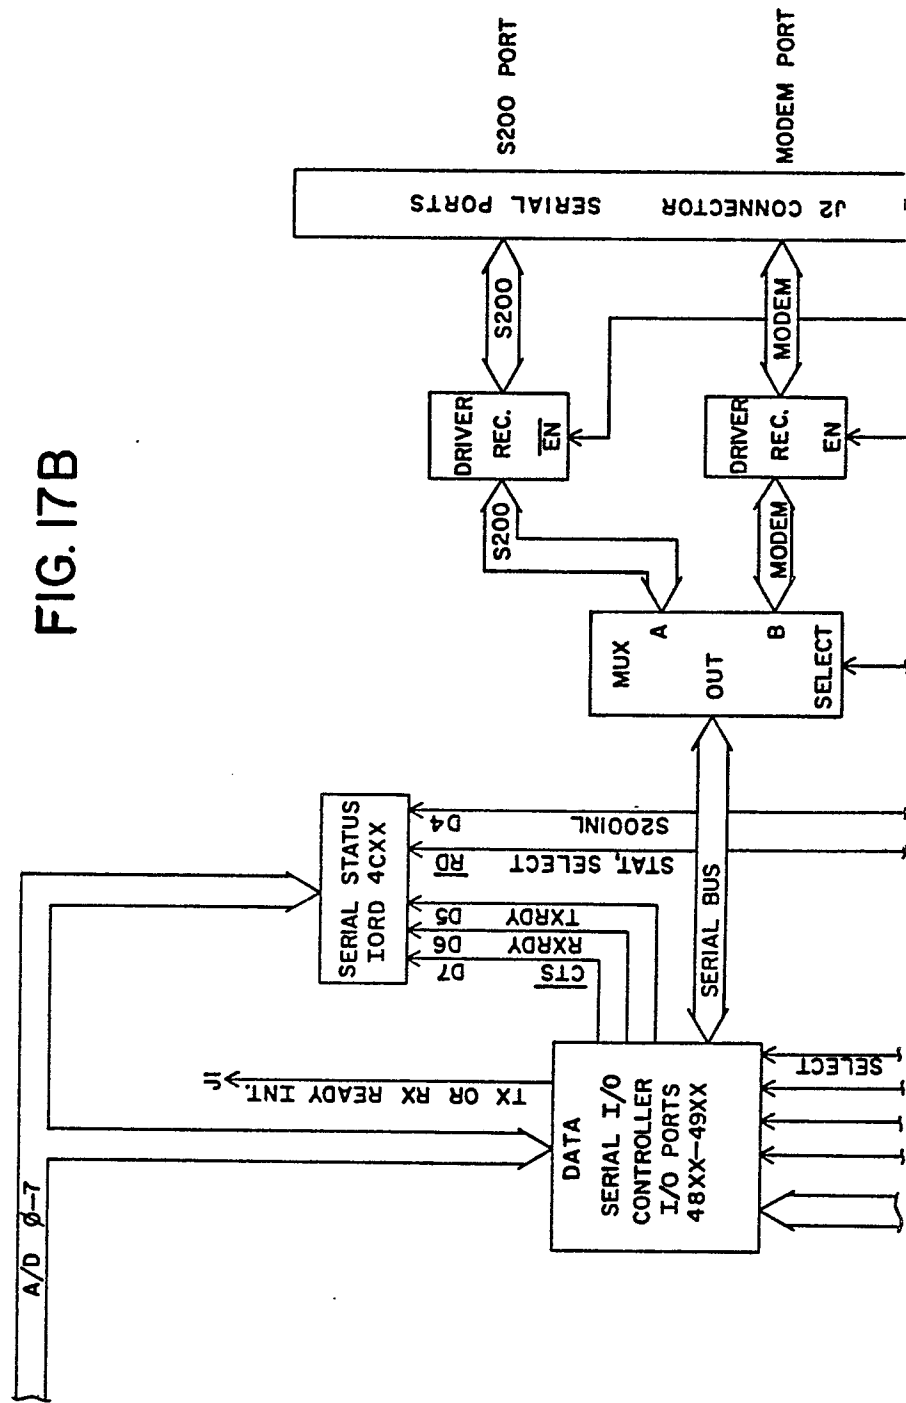 FIG. 17B
A/D Ø-7
SERIAL STATUS
IORD 4CXX
D7
CTS
D6
RXRDY
D5
TXRDY
RD
STAT, SELECT
D4
S200INL
J1
TX OR RX READY INT.
DATA
SERIAL I/O
CONTROLLER
I/O PORTS
48XX-49XX
SELECT
SERIAL BUS
MUX
A
OUT
B
SELECT
S200
MODEM
DRIVER
REC.
EN
DRIVER
REC.
EN
S200
MODEM
J2 CONNECTOR SERIAL PORTS
S200 PORT
MODEM PORT